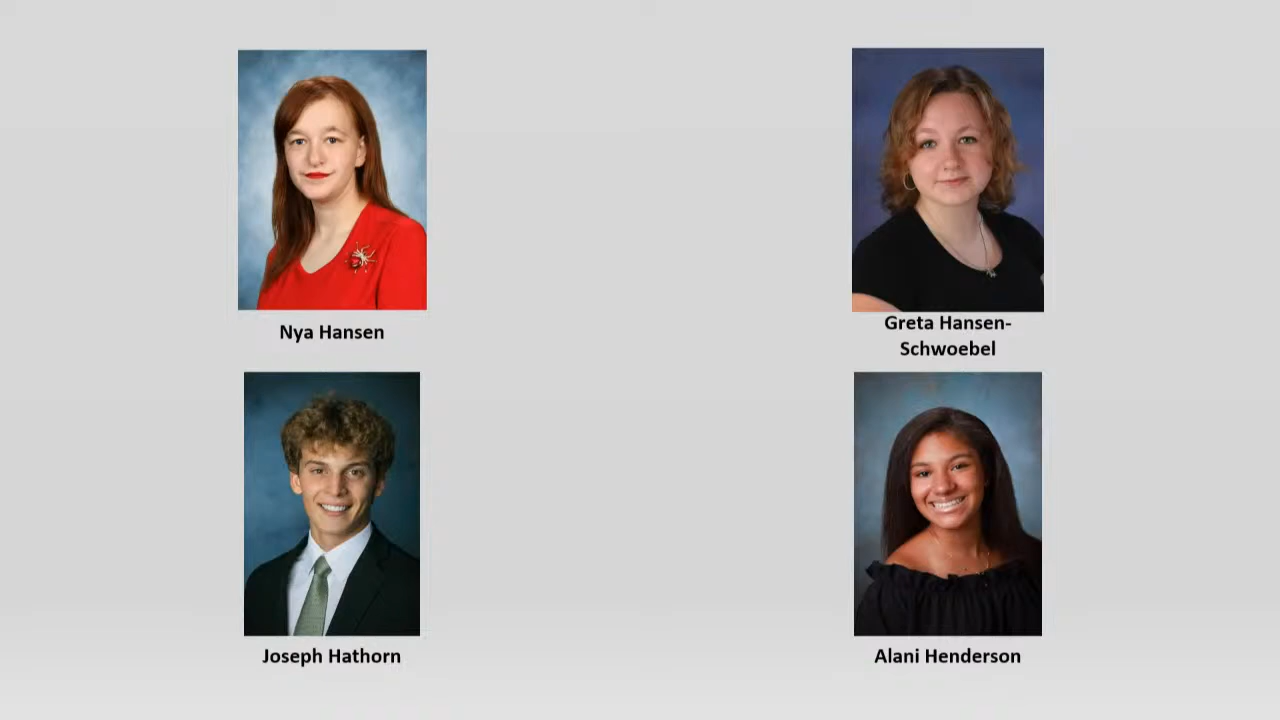 Nya Hansen
Greta Hansen-
Schwoebel
Joseph Hathorn
Alani Henderson